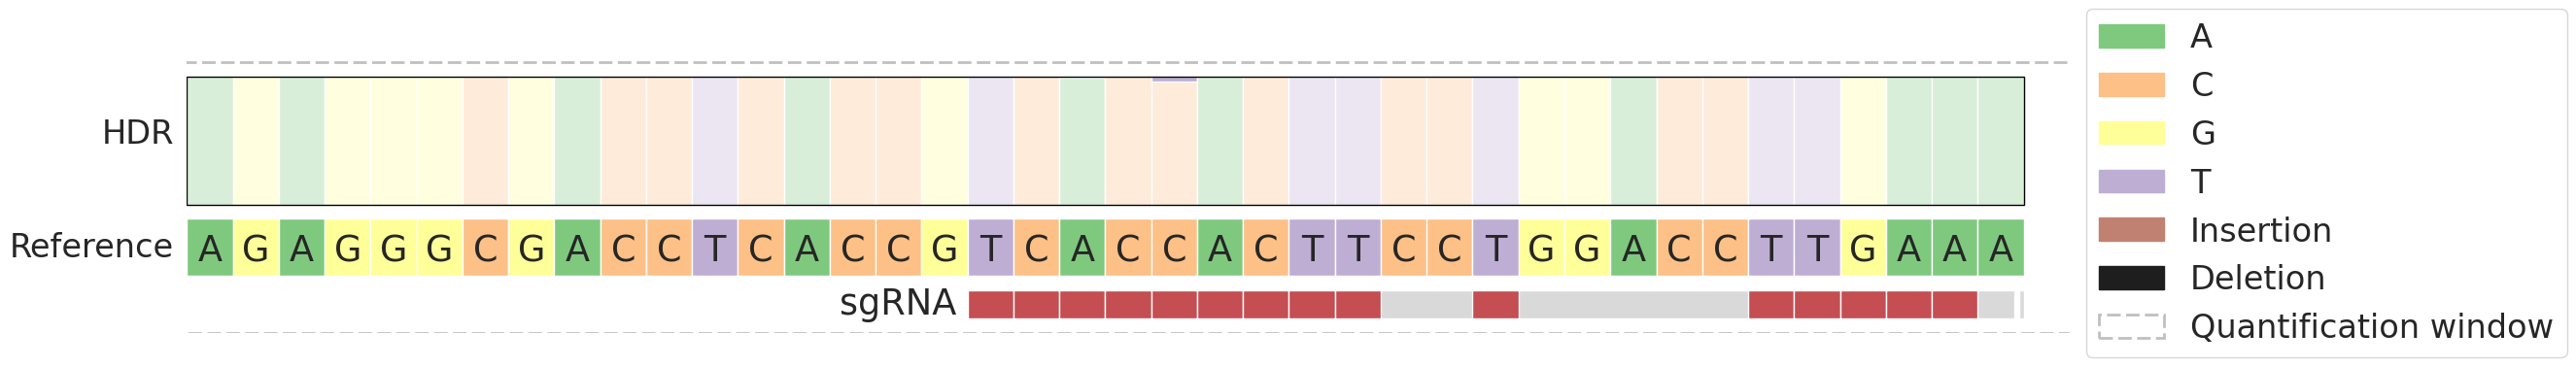 HDR
Reference A G A G G G C G A C C T C A C C G T C A C C A C T T C C T G G A C C T T G A A A
sgRNA
A
C
G
T
Insertion
Deletion
Quantification window